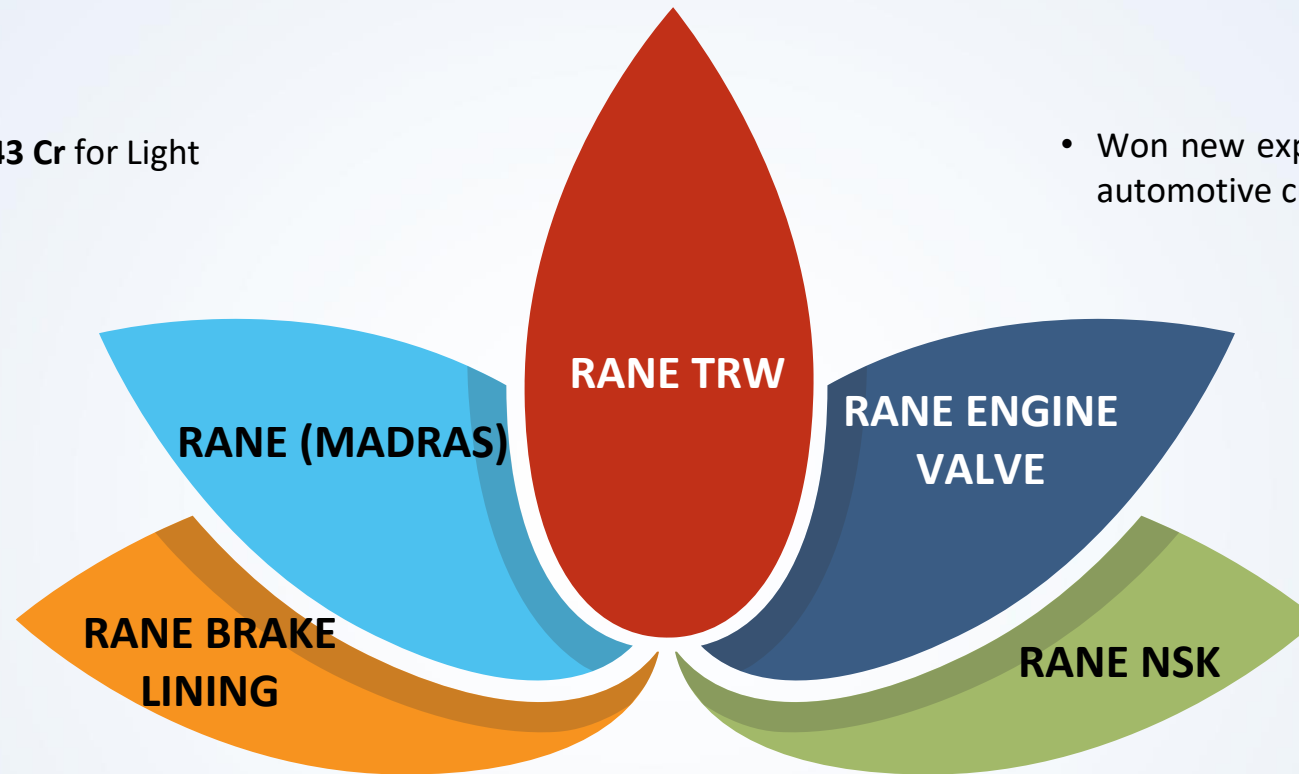 43 Cr for Light
• Won new exp
automotive c
RANE TRW
RANE (MADRAS)
RANE ENGINE
VALVE
RANE BRAKE
LINING
RANE NSK